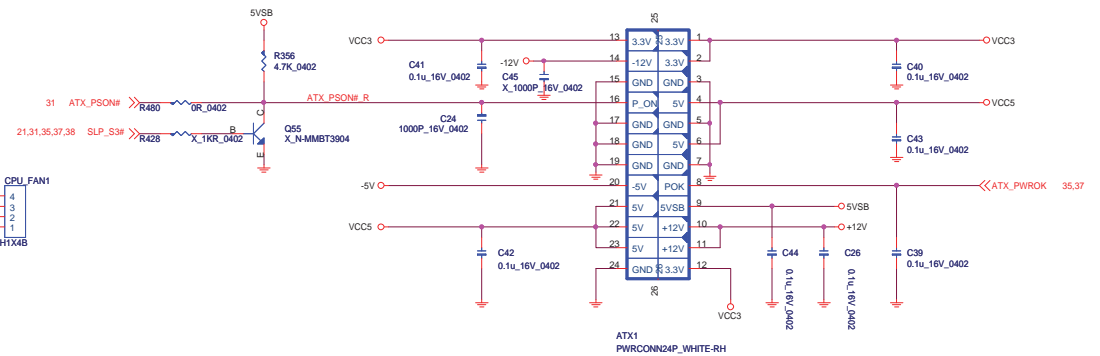 5VSB
R356
4.7K_0402
31 ATX_PSON#
R480
0R_0402
ATX_PSON#_R
21,31,35,37,38 SLP_S3#
R428
X_1KR_0402
B
C
E
Q55
X_N-MMBT3904
CPU_FAN1
4
3
2
1
H1X4B
VCC3
C41
0.1u_16V_0402
-12V
C45
X_1000P_16V_0402
C24
1000P_16V_0402
-5V
VCC5
C42
0.1u_16V_0402
25
13 3.3V 3.3V 1
14 -12V 3.3V 2
15 GND GND 3
16 P_ON 5V 4
17 GND GND 5
18 GND 5V 6
19 GND GND 7
20 -5V POK 8
21 5V 5VSB 9
22 5V +12V 10
23 5V +12V 11
24 GND 3.3V 12
26
ATX1
PWRCONN24P_WHITE-RH
VCC3
C40
0.1u_16V_0402
VCC5
C43
0.1u_16V_0402
ATX_PWROK 35,37
5VSB
+12V
C44
0.1u_16V_0402
C26
0.1u_16V_0402
C39
0.1u_16V_0402
VCC3